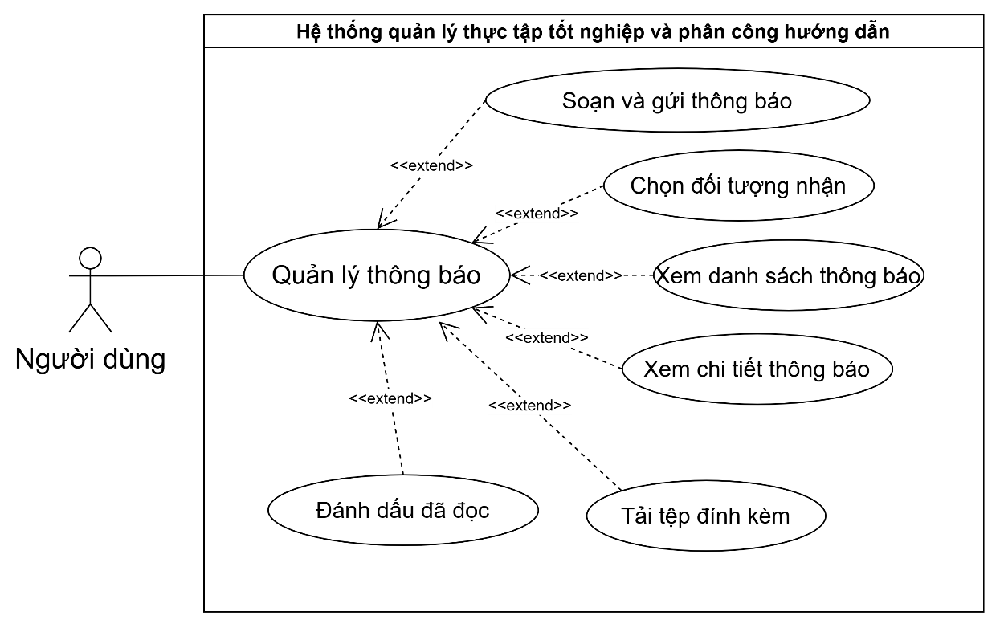 Hệ thống quản lý thực tập tốt nghiệp và phân công hướng dẫn
Soạn và gửi thông báo
<<extend>>
Chọn đối tượng nhận
<<extend>>
Quản lý thông báo
<<extend>>
Xem danh sách thông báo
<<extend>>
Xem chi tiết thông báo
Người dùng
<<extend>>
<<extend>>
Đánh dấu đã đọc
Tải tệp đính kèm